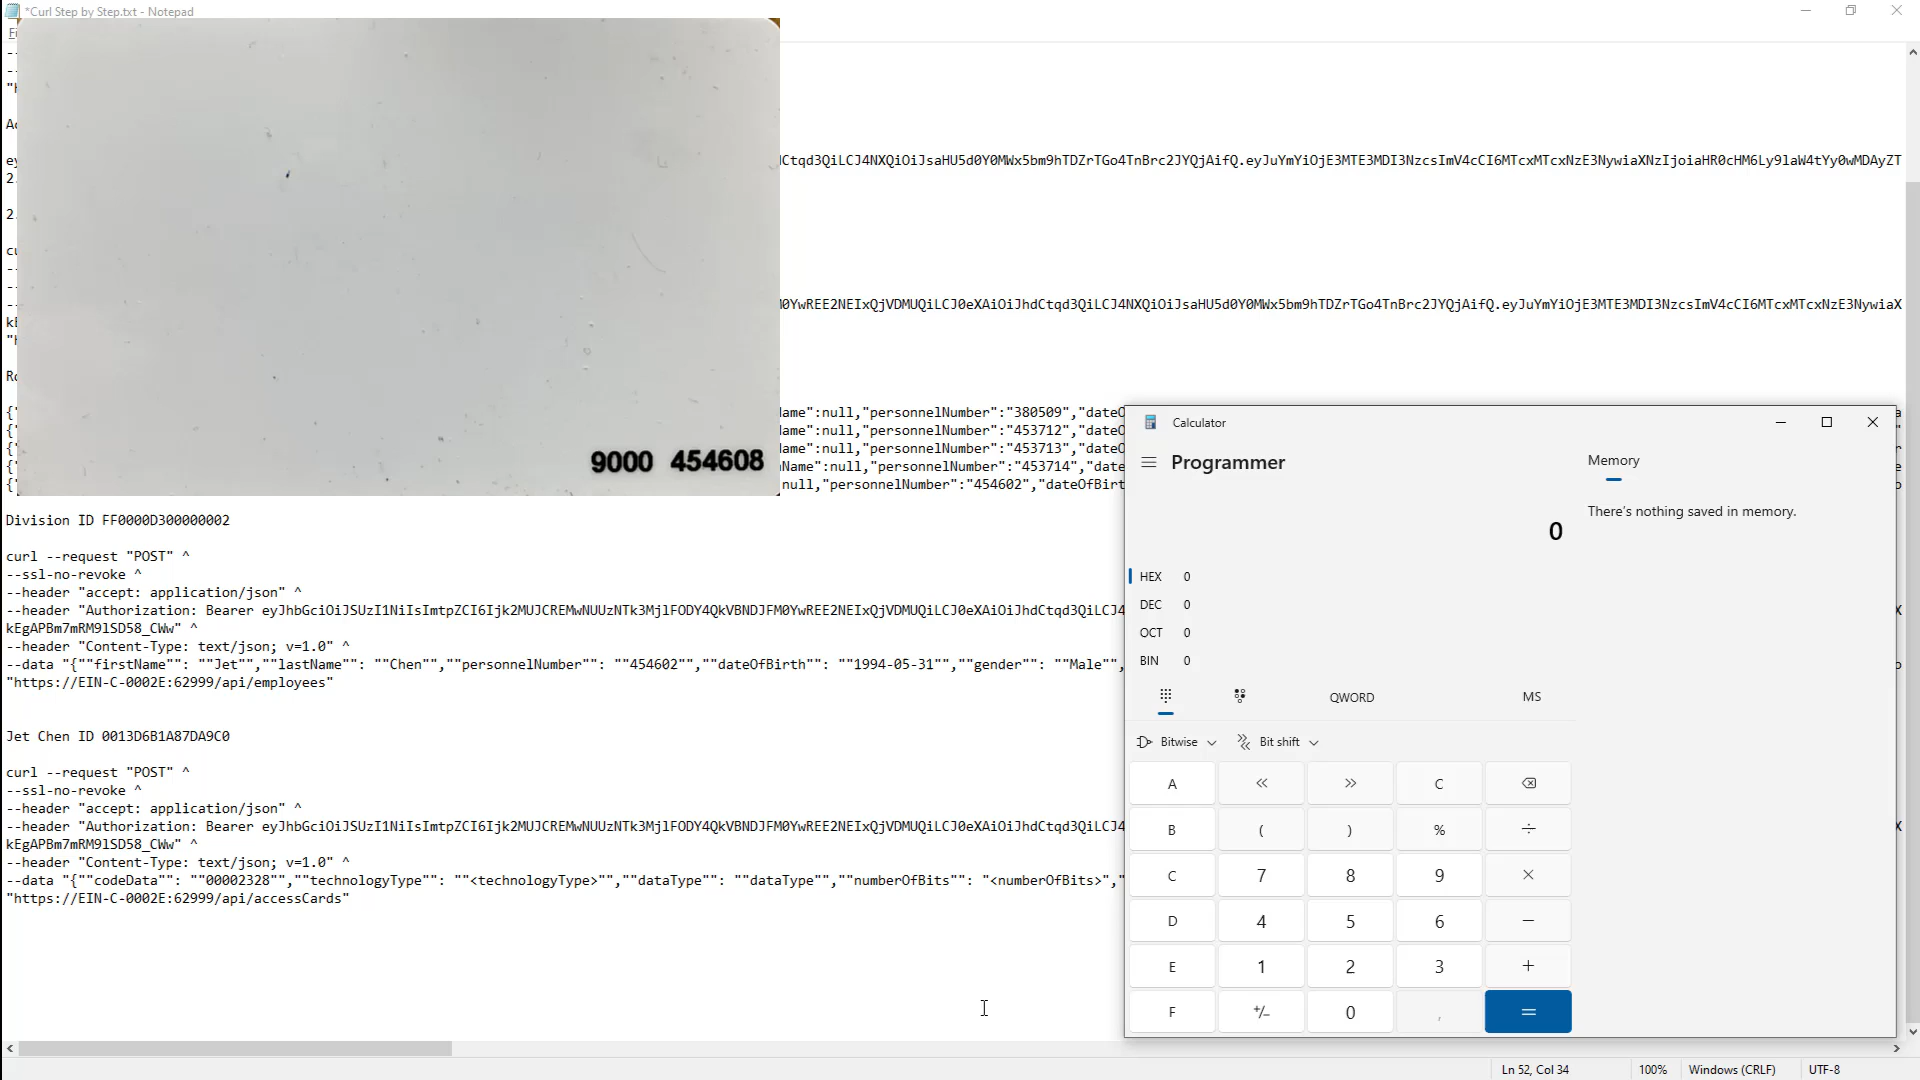 *Curl Step by Step.txt - Notepad
Ctqd3QiLCJ4NXQiOiJsaHU5d0Y0MWx5bm9hTDZrTGo4TnBrc2JYQjAifQ.eyJuYmYiOjE3MTE3MDI3NzcsImV4cCI6MTcxMTcxNzE3NywiaXNzIjoiaHR0cHM6Ly9laW4tYy0wMDAyZT
2.
2.
0YwREE2NEIxQjVDMUQiLCJ0eXAiOiJhdCtqd3QiLCJ4NXQiOiJsaHU5d0Y0MWx5bm9hTDZrTGo4TnBrc2JYQjAifQ.eyJuYmYiOjE3MTE3MDI3NzcsImV4cCI6MTcxMTcxNzE3NywiaX
ame":null,"personnelNumber":"380509","dateO
ame":null,"personnelNumber":"453712","date
ame":null,"personnelNumber":"453713","date
Name":null,"personnelNumber":"453714","date
null,"personnelNumber":"454602","dateOfBirt
9000 454608
Division ID FF0000D300000002
curl --request "POST" ^
--ssl-no-revoke ^
--header "accept: application/json" ^
--header "Authorization: Bearer eyJhbGciOiJSUzI1NiIsImtpZCI6Ijk2MUJCREMwNUUzNTk3MjlFODY4QkVBNDJFM0YwREE2NEIxQjVDMUQiLCJ0eXAiOiJhdCtqd3QiLCJ4
kEgAPBm7mRM9lSD58_CWw" ^
--header "Content-Type: text/json; v=1.0" ^
--data "{""firstName"": ""Jet"",""lastName"": ""Chen"",""personnelNumber"": ""454602"",""dateOfBirth"": ""1994-05-31"",""gender"": ""Male"",
"https://EIN-C-0002E:62999/api/employees"
Jet Chen ID 0013D6B1A87DA9C0
curl --request "POST" ^
--ssl-no-revoke ^
--header "accept: application/json" ^
--header "Authorization: Bearer eyJhbGciOiJSUzI1NiIsImtpZCI6Ijk2MUJCREMwNUUzNTk3MjlFODY4QkVBNDJFM0YwREE2NEIxQjVDMUQiLCJ0eXAiOiJhdCtqd3QiLCJ4
kEgAPBm7mRM9lSD58_CWw" ^
--header "Content-Type: text/json; v=1.0" ^
--data "{""codeData"": ""00002328"",""technologyType"": ""<technologyType>"",""dataType"": ""dataType"",""numberOfBits"": "<numberOfBits>","
"https://EIN-C-0002E:62999/api/accessCards"
Calculator
Programmer
Memory
There's nothing saved in memory.
0
HEX 0
DEC 0
OCT 0
BIN 0
QWORD MS
Bitwise Bit shift
A << >> C
B ( ) % ÷
C 7 8 9 ×
D 4 5 6 −
E 1 2 3 +
F +/− 0 , =
Ln 52, Col 34 100% Windows (CRLF) UTF-8